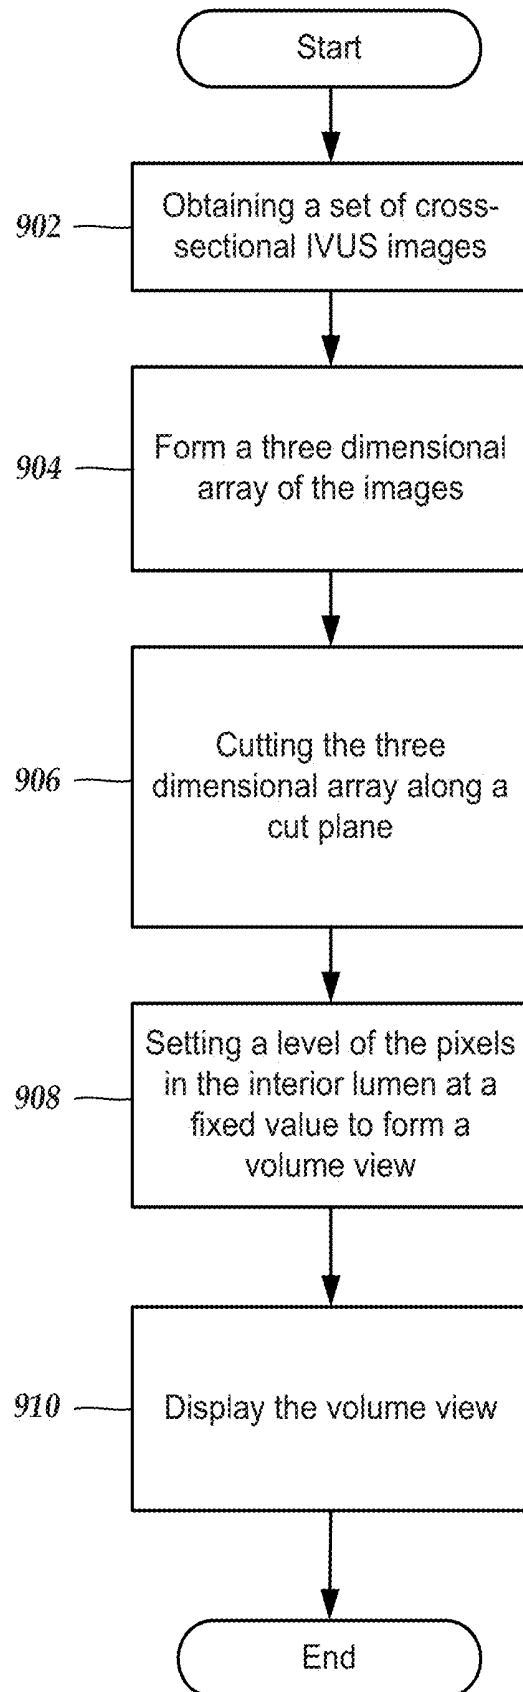 Start
902
Obtaining a set of cross-
sectional IVUS images
904
Form a three dimensional
array of the images
906
Cutting the three
dimensional array along a
cut plane
908
Setting a level of the pixels
in the interior lumen at a
fixed value to form a
volume view
910
Display the volume view
End